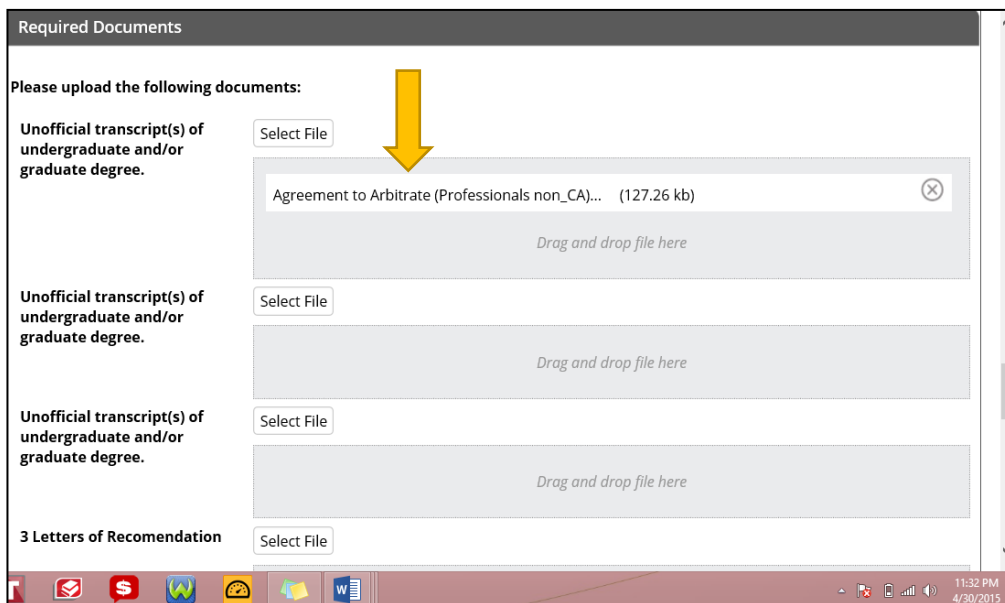 Required Documents
Please upload the following documents:
Unofficial transcript(s) of
undergraduate and/or
graduate degree.
Select File
Agreement to Arbitrate (Professionals non_CA)... (127.26 kb)
Drag and drop file here
Unofficial transcript(s) of
undergraduate and/or
graduate degree.
Select File
Drag and drop file here
Unofficial transcript(s) of
undergraduate and/or
graduate degree.
Select File
Drag and drop file here
3 Letters of Recomendation
Select File
11:32 PM
4/30/2015